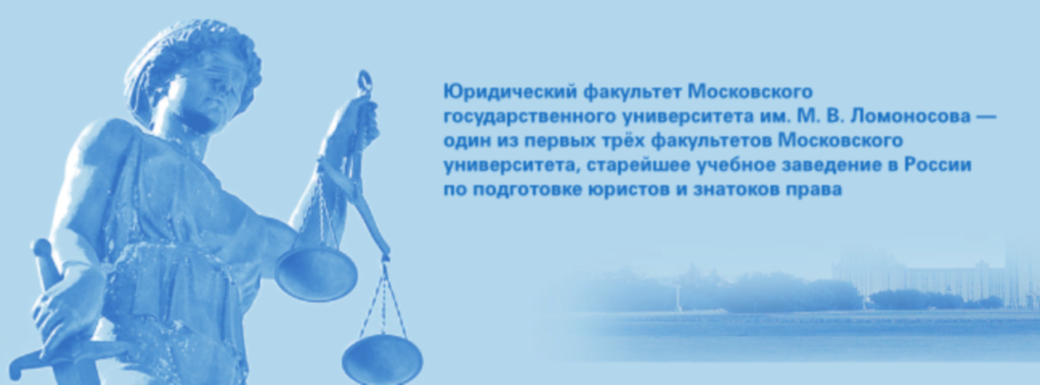 Юридический факультет Московского
государственного университета им. М. В. Ломоносова —
один из первых трёх факультетов Московского
университета, старейшее учебное заведение в России
по подготовке юристов и знатоков права